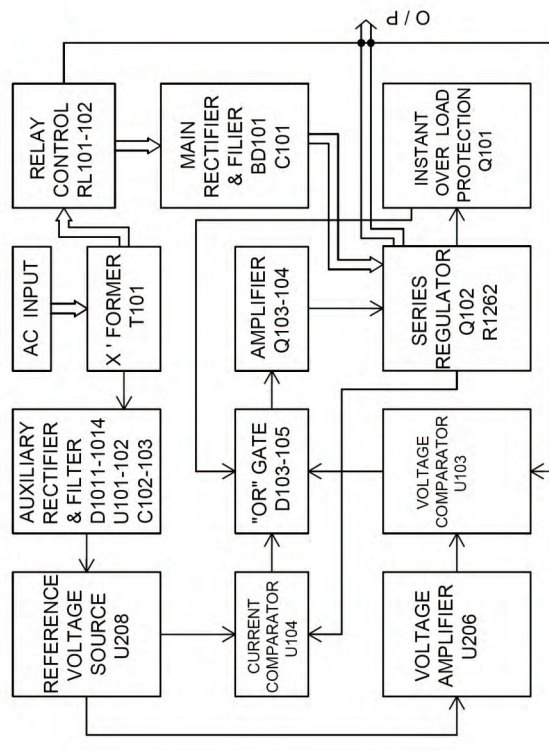 REFERENCE
VOLTAGE
SOURCE
U208
AUXILIARY
RECTIFIER
& FILTER
D1011-1014
U101-102
C102-103
AC INPUT
X ' FORMER
T101
RELAY
CONTROL
RL101-102
CURRENT
COMPARATOR
U104
"OR" GATE
D103-105
AMPLIFIER
Q103-104
MAIN
RECTIFIER
& FILIER
BD101
C101
VOLTAGE
AMPLIFIER
U206
VOLTAGE
COMPARATOR
U103
SERIES
REGULATOR
Q102
R1262
INSTANT
OVER LOAD
PROTECTION
Q101
O / P